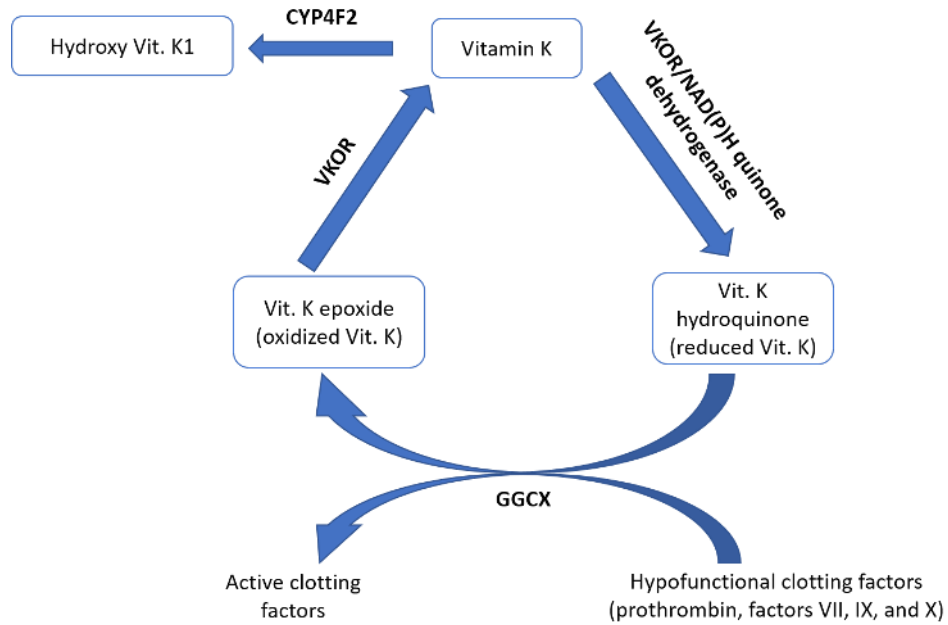 CYP4F2
Hydroxy Vit. K1
Vitamin K
VKOR/NAD(P)H quinone
dehydrogenase
VKOR
Vit. K epoxide
(oxidized Vit. K)
Vit. K
hydroquinone
(reduced Vit. K)
GGCX
Active clotting
factors
Hypofunctional clotting factors
(prothrombin, factors VII, IX, and X)